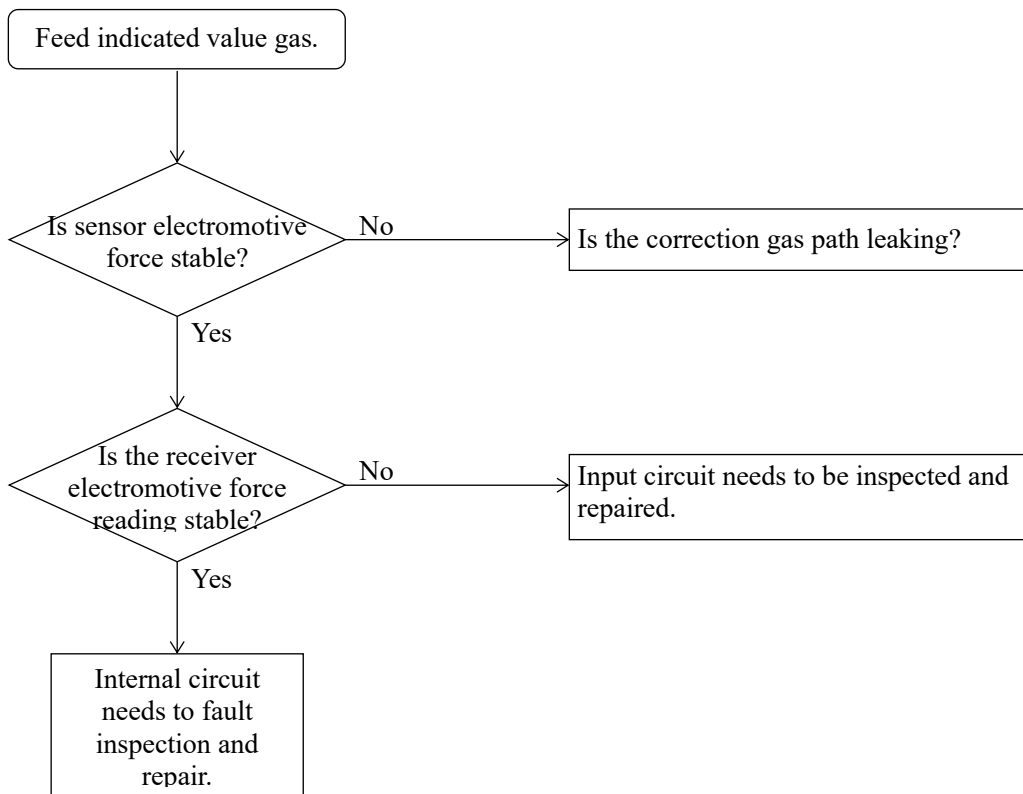 Feed indicated value gas.
Is sensor electromotive
force stable?
No
Is the correction gas path leaking?
Yes
Is the receiver
electromotive force
reading stable?
No
Input circuit needs to be inspected and
repaired.
Yes
Internal circuit
needs to fault
inspection and
repair.